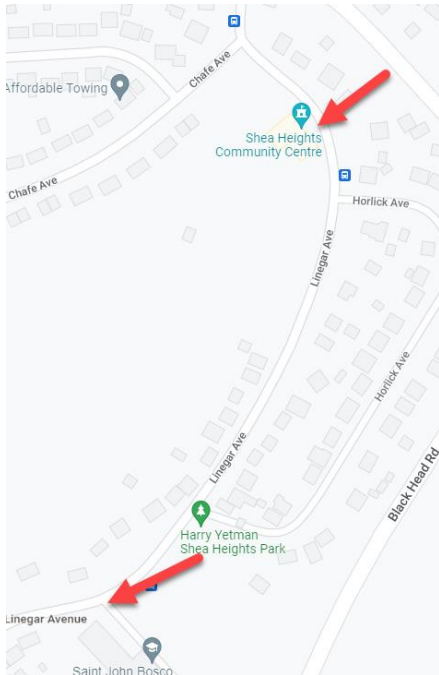 Chafe Ave
Affordable Towing
Shea Heights
Community Centre
Chafe Ave
Horlick Ave
Linegar Ave
Horlick Ave
Linegar Ave
Black Head Rd
Harry Yetman
Shea Heights Park
Linegar Avenue
Saint John Bosco